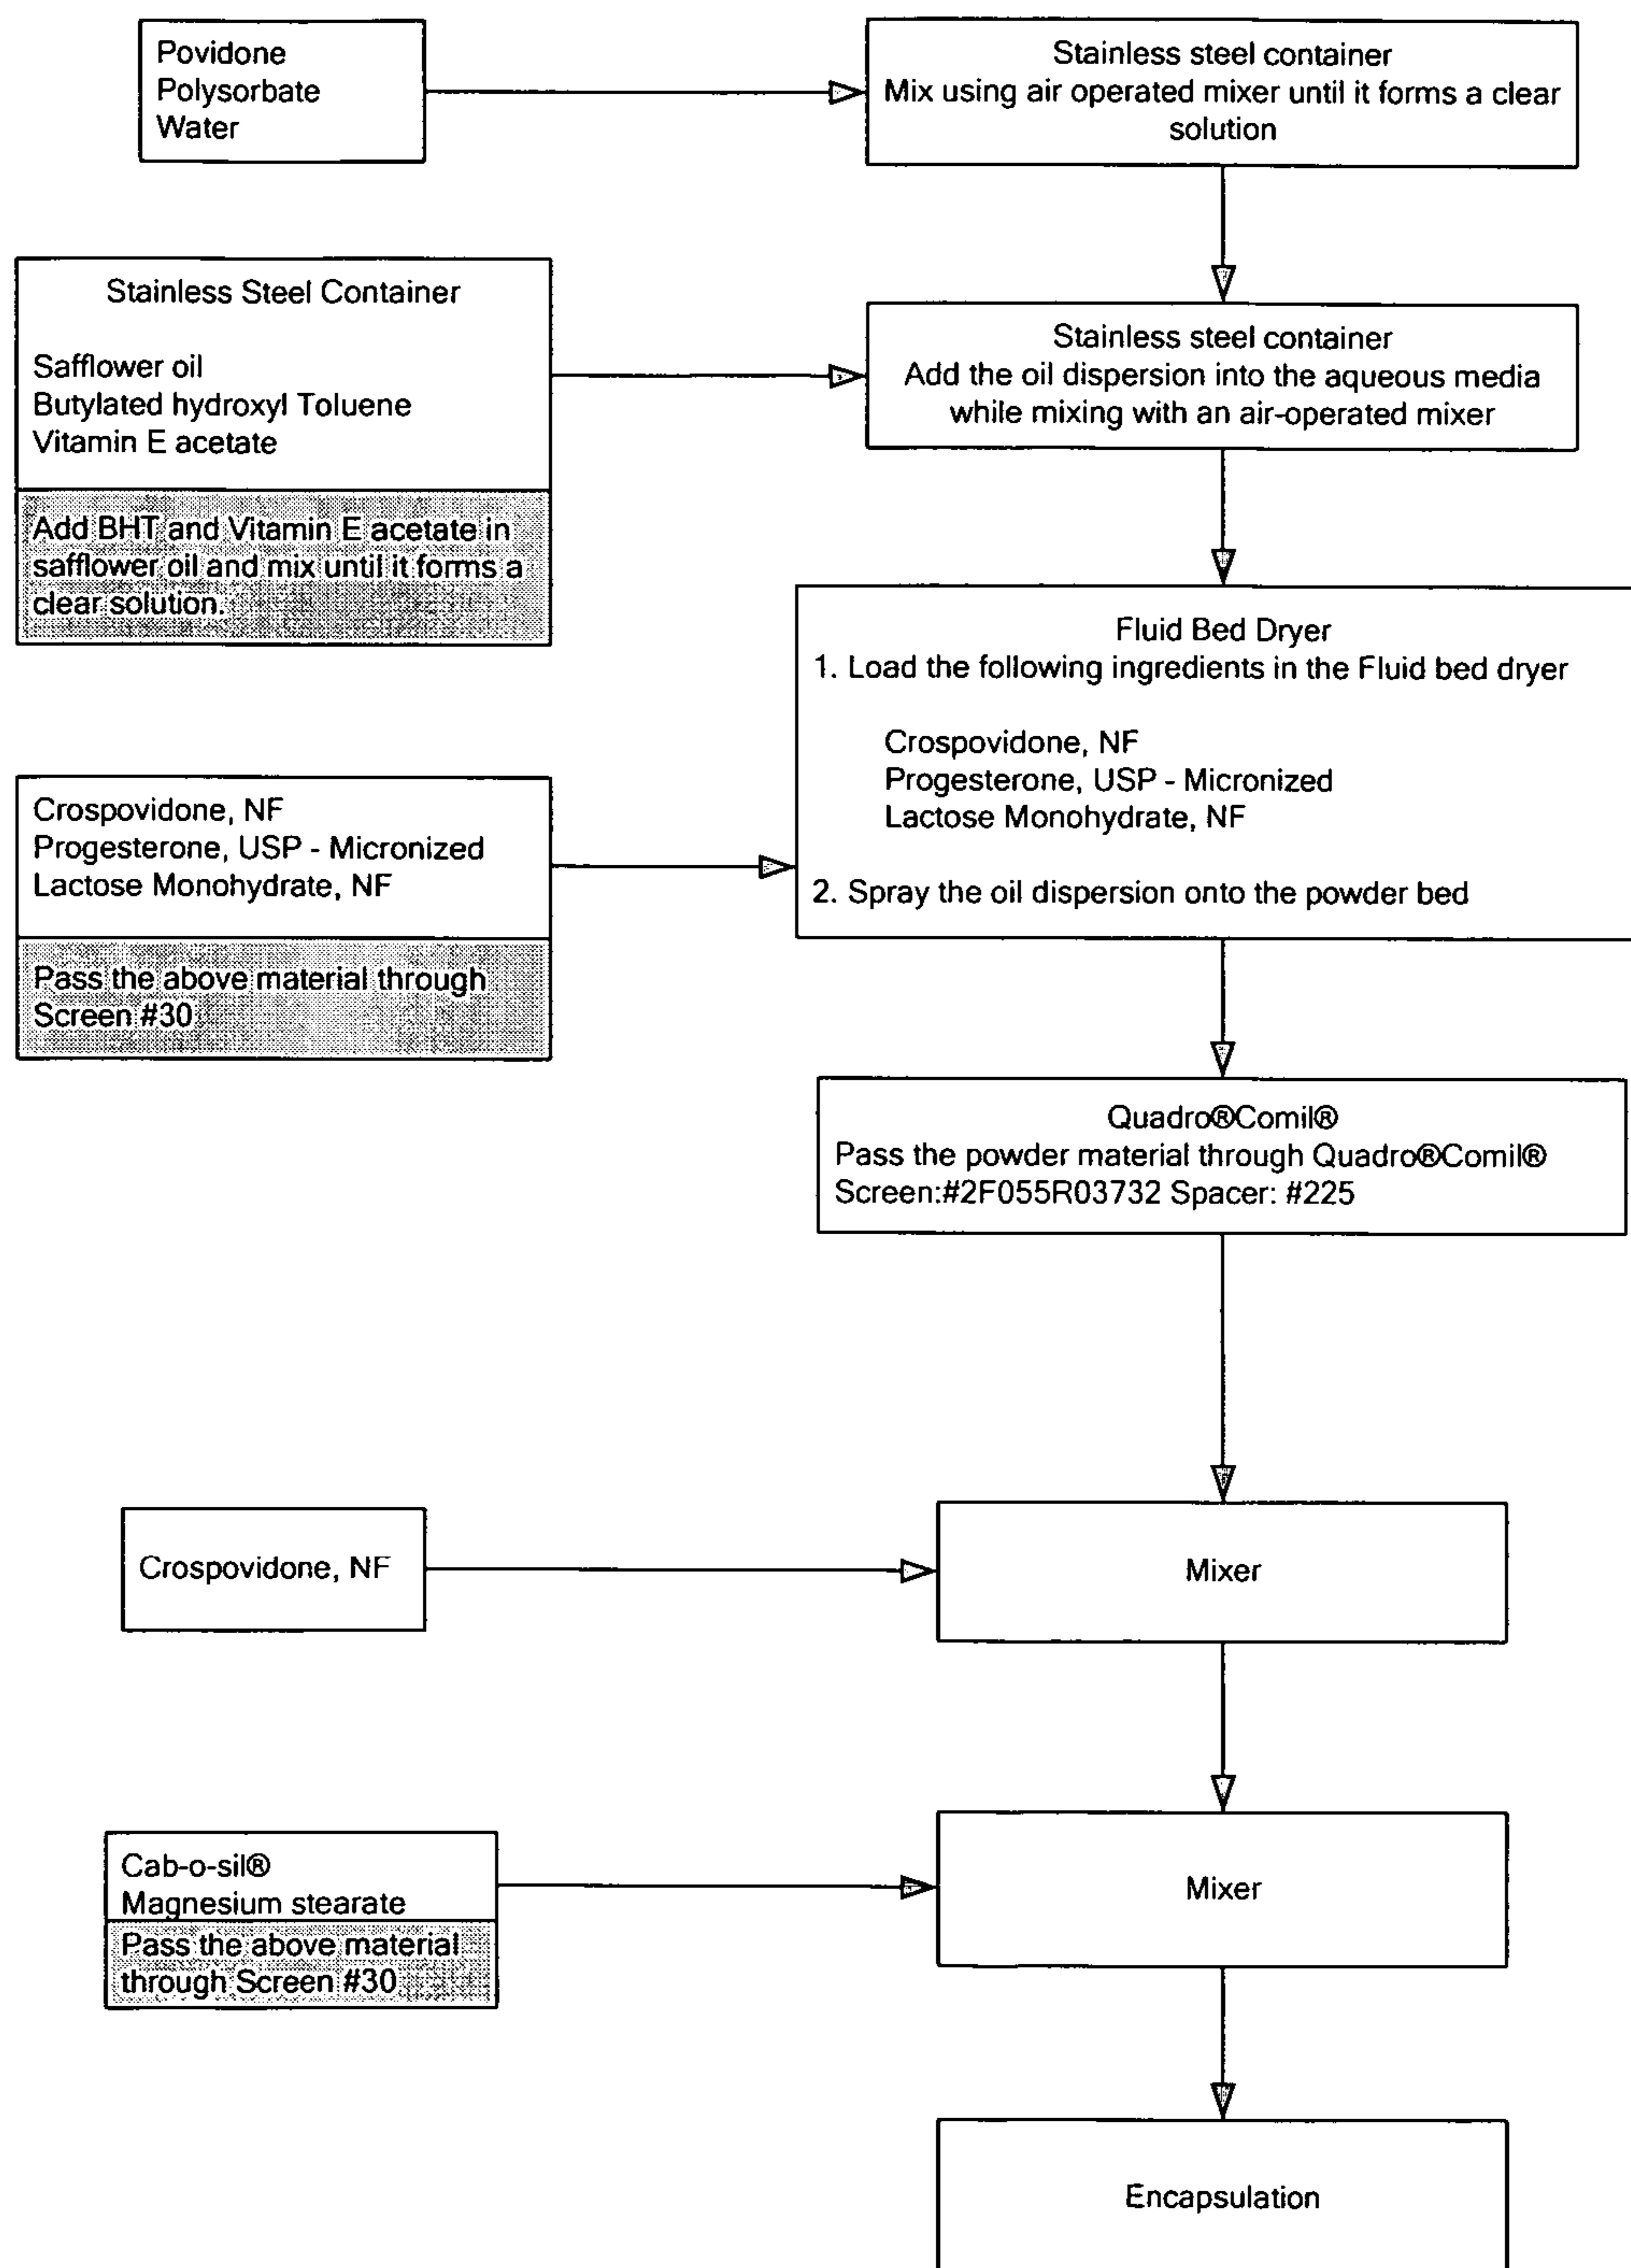 Povidone
Polysorbate
Water
Stainless steel container
Mix using air operated mixer until it forms a clear
solution
Stainless Steel Container
Safflower oil
Butylated hydroxyl Toluene
Vitamin E acetate
Add BHT and Vitamin E acetate in
safflower oil and mix until it forms a
clear solution.
Stainless steel container
Add the oil dispersion into the aqueous media
while mixing with an air-operated mixer
Crospovidone, NF
Progesterone, USP - Micronized
Lactose Monohydrate, NF
Pass the above material through
Screen #30
Fluid Bed Dryer
1. Load the following ingredients in the Fluid bed dryer
Crospovidone, NF
Progesterone, USP - Micronized
Lactose Monohydrate, NF
2. Spray the oil dispersion onto the powder bed
Quadro®Comil®
Pass the powder material through Quadro®Comil®
Screen:#2F055R03732 Spacer: #225
Crospovidone, NF
Mixer
Cab-o-sil®
Magnesium stearate
Pass the above material
through Screen #30
Mixer
Encapsulation